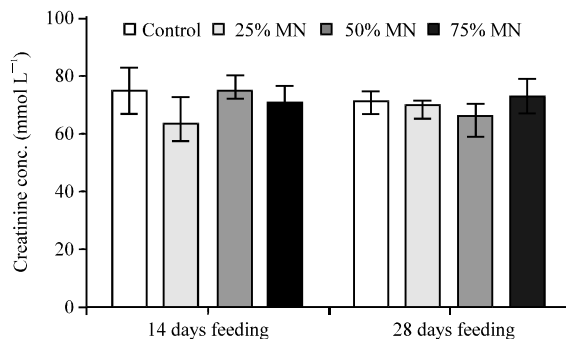 100
Control 25% MN 50% MN 75% MN
80
60
40
20
0
Creatinine conc. (mmol L⁻¹)
14 days feeding 28 days feeding